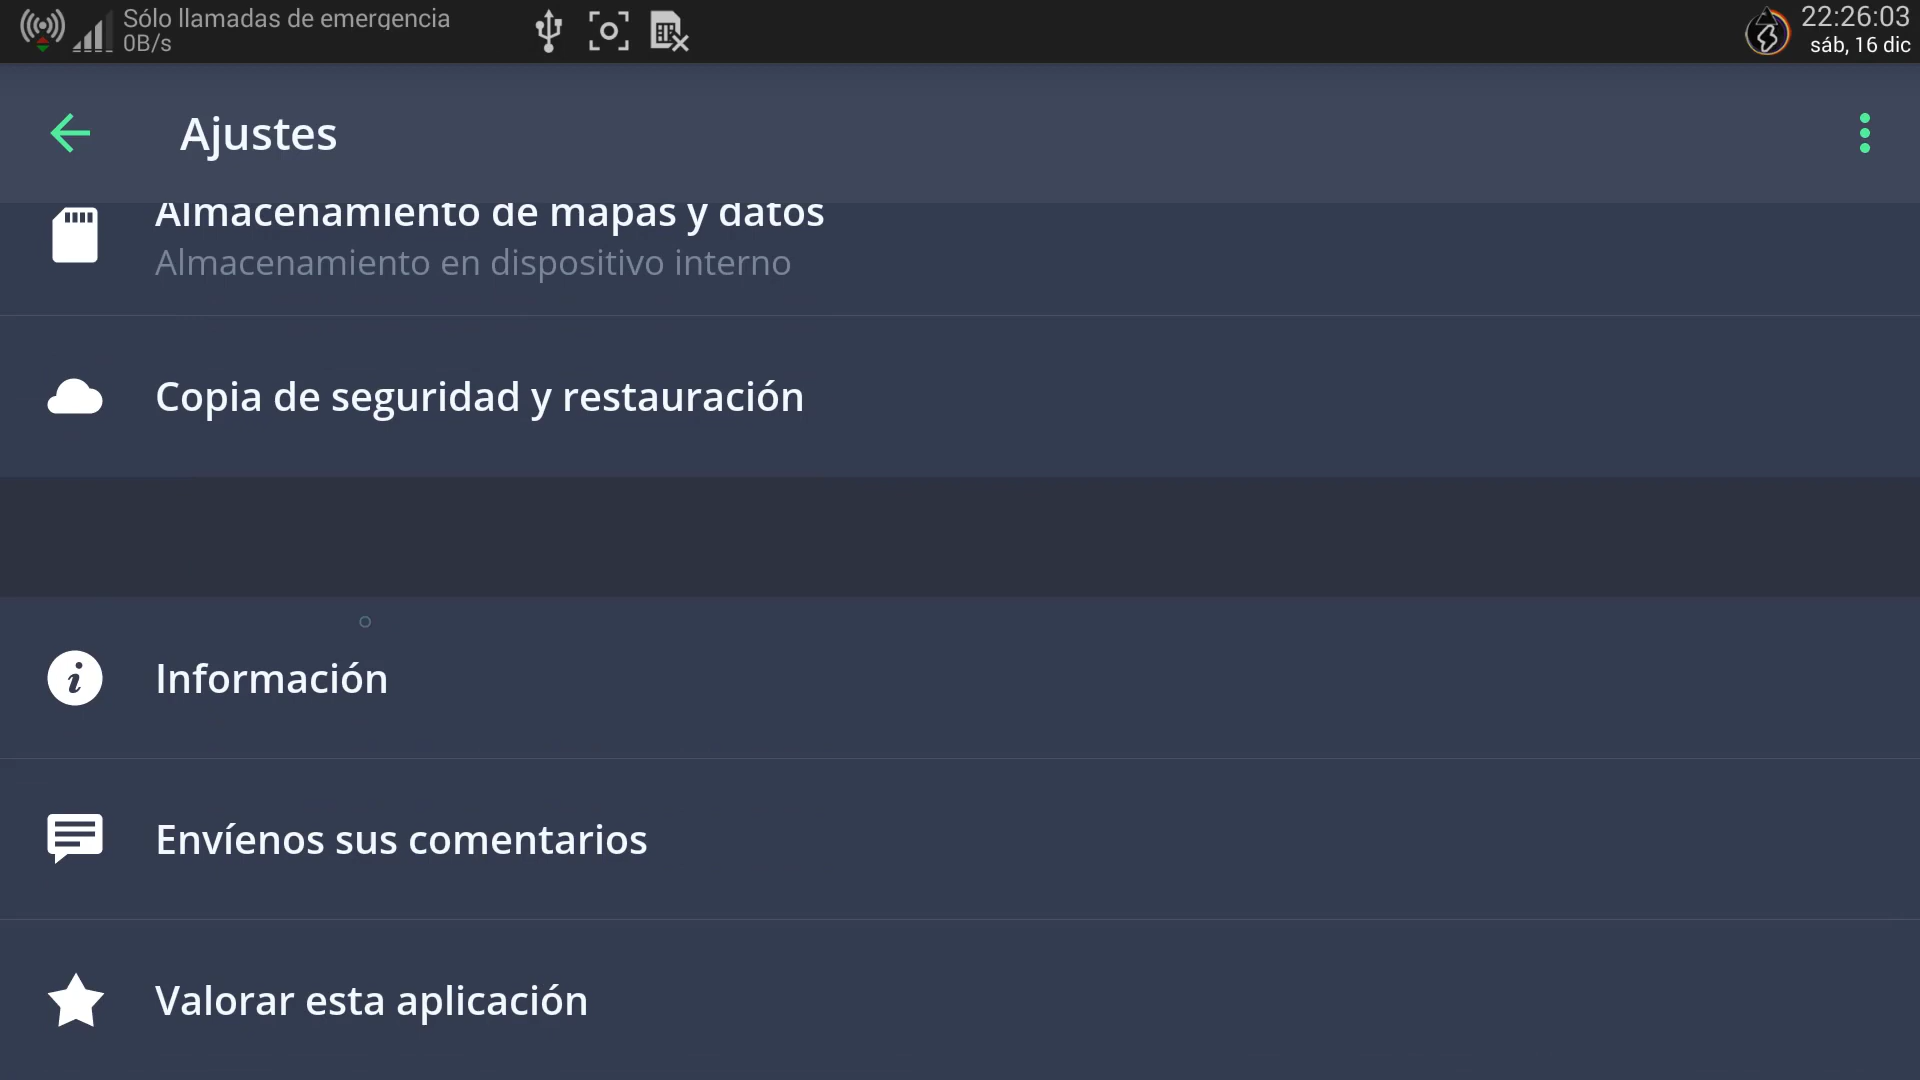 Sólo llamadas de emergencia
0B/s
22:26:03
sáb, 16 dic
Ajustes
Almacenamiento de mapas y datos
Almacenamiento en dispositivo interno
Copia de seguridad y restauración
Información
Envíenos sus comentarios
Valorar esta aplicación